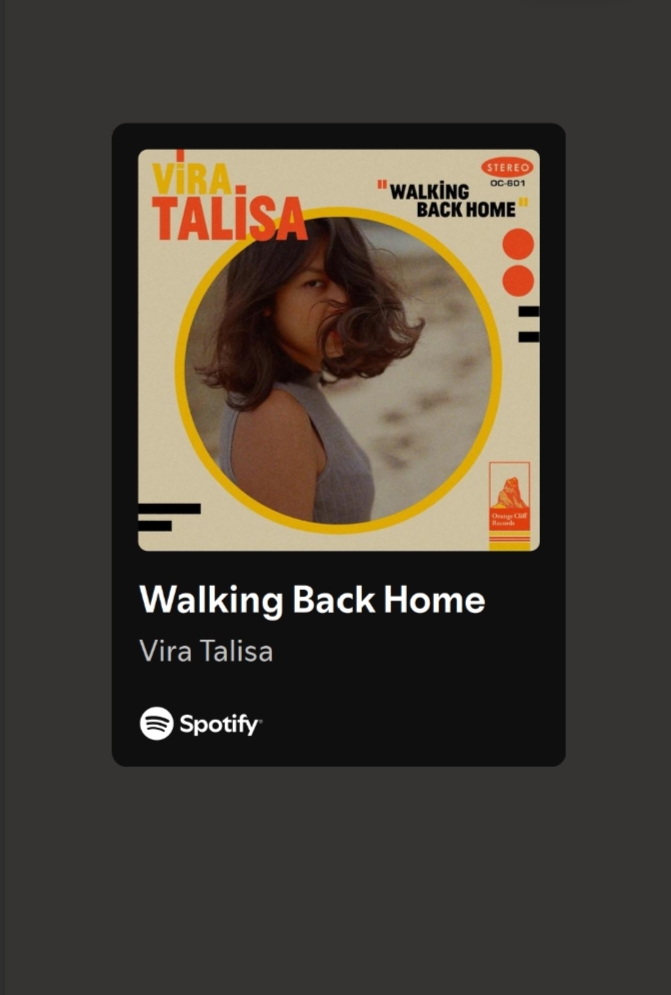 ViRA
TALiSA
"WALKiNG
BACK HOME"
STEREO
OC-601
Orange Cliff
Records
Walking Back Home
Vira Talisa
Spotify